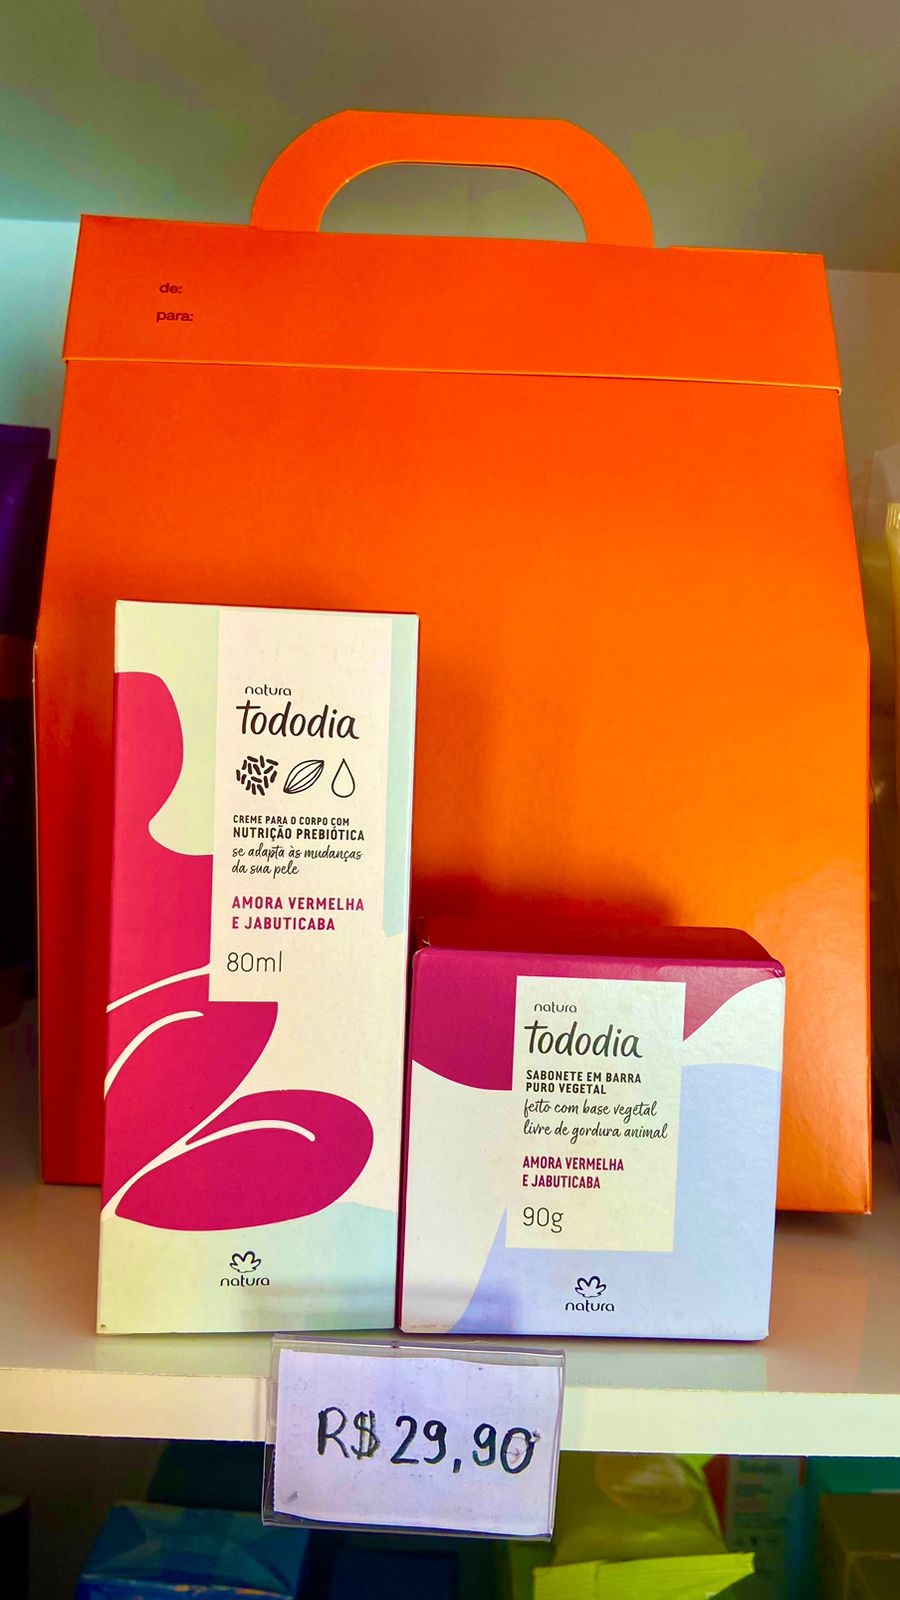 de:
para:
natura
tododia
CREME PARA O CORPO COM
NUTRIÇÃO PREBIÓTICA
se adapta às mudanças
da sua pele
AMORA VERMELHA
E JABUTICABA
80ml
natura
natura
tododia
SABONETE EM BARRA
PURO VEGETAL
feito com base vegetal
livre de gordura animal
AMORA VERMELHA
E JABUTICABA
90g
natura
R$ 29,90